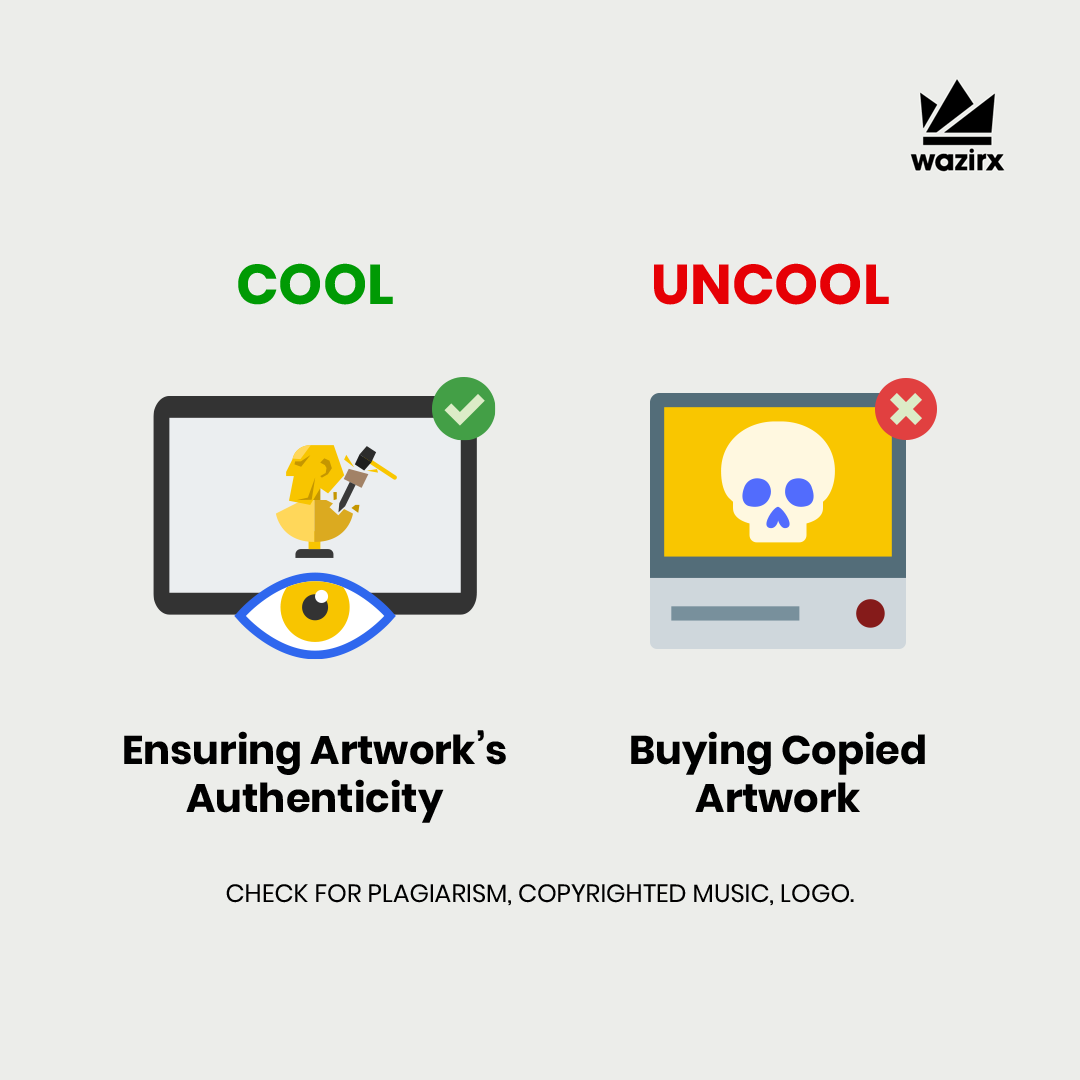 wazirx
COOL
UNCOOL
Ensuring Artwork’s
Authenticity
Buying Copied
Artwork
CHECK FOR PLAGIARISM, COPYRIGHTED MUSIC, LOGO.